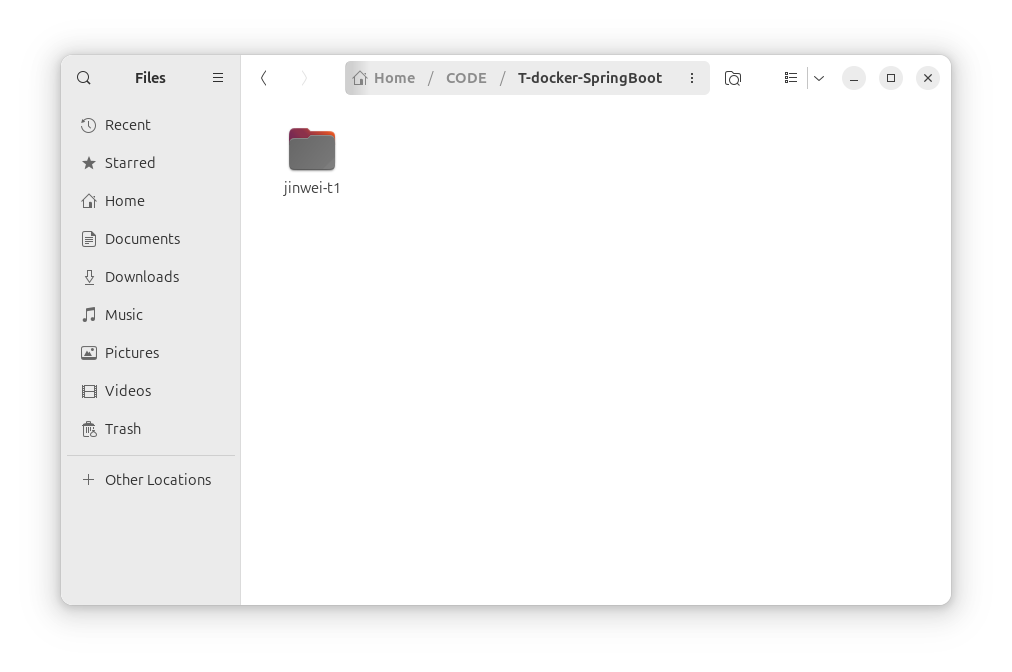 Files
Home / CODE / T-docker-SpringBoot
Recent
Starred
Home
Documents
Downloads
Music
Pictures
Videos
Trash
Other Locations
jinwei-t1